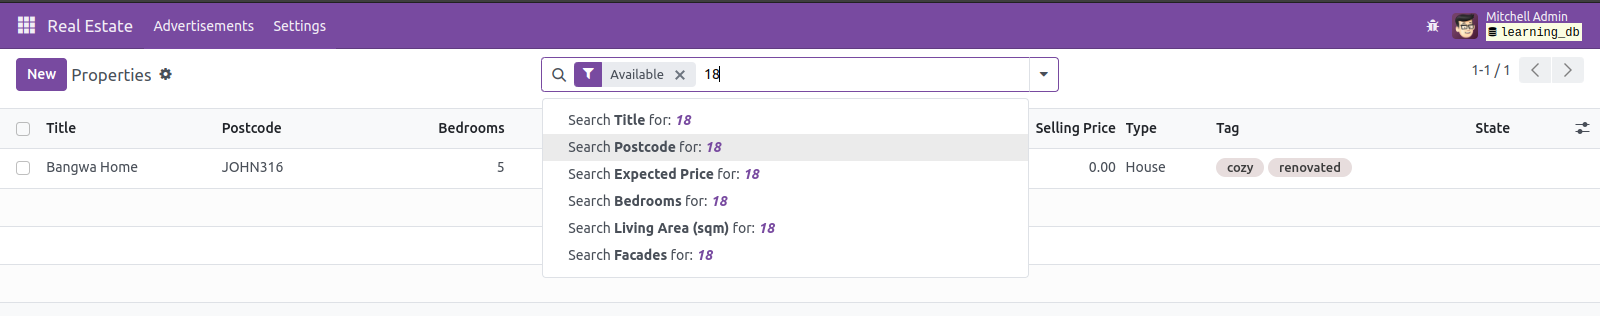 Real Estate Advertisements Settings Mitchell Admin
learning_db
New Properties Available 18 1-1 / 1
Title Postcode Bedrooms Selling Price Type Tag State
Bangwa Home JOHN316 5 0.00 House cozy renovated
Search Title for: 18
Search Postcode for: 18
Search Expected Price for: 18
Search Bedrooms for: 18
Search Living Area (sqm) for: 18
Search Facades for: 18